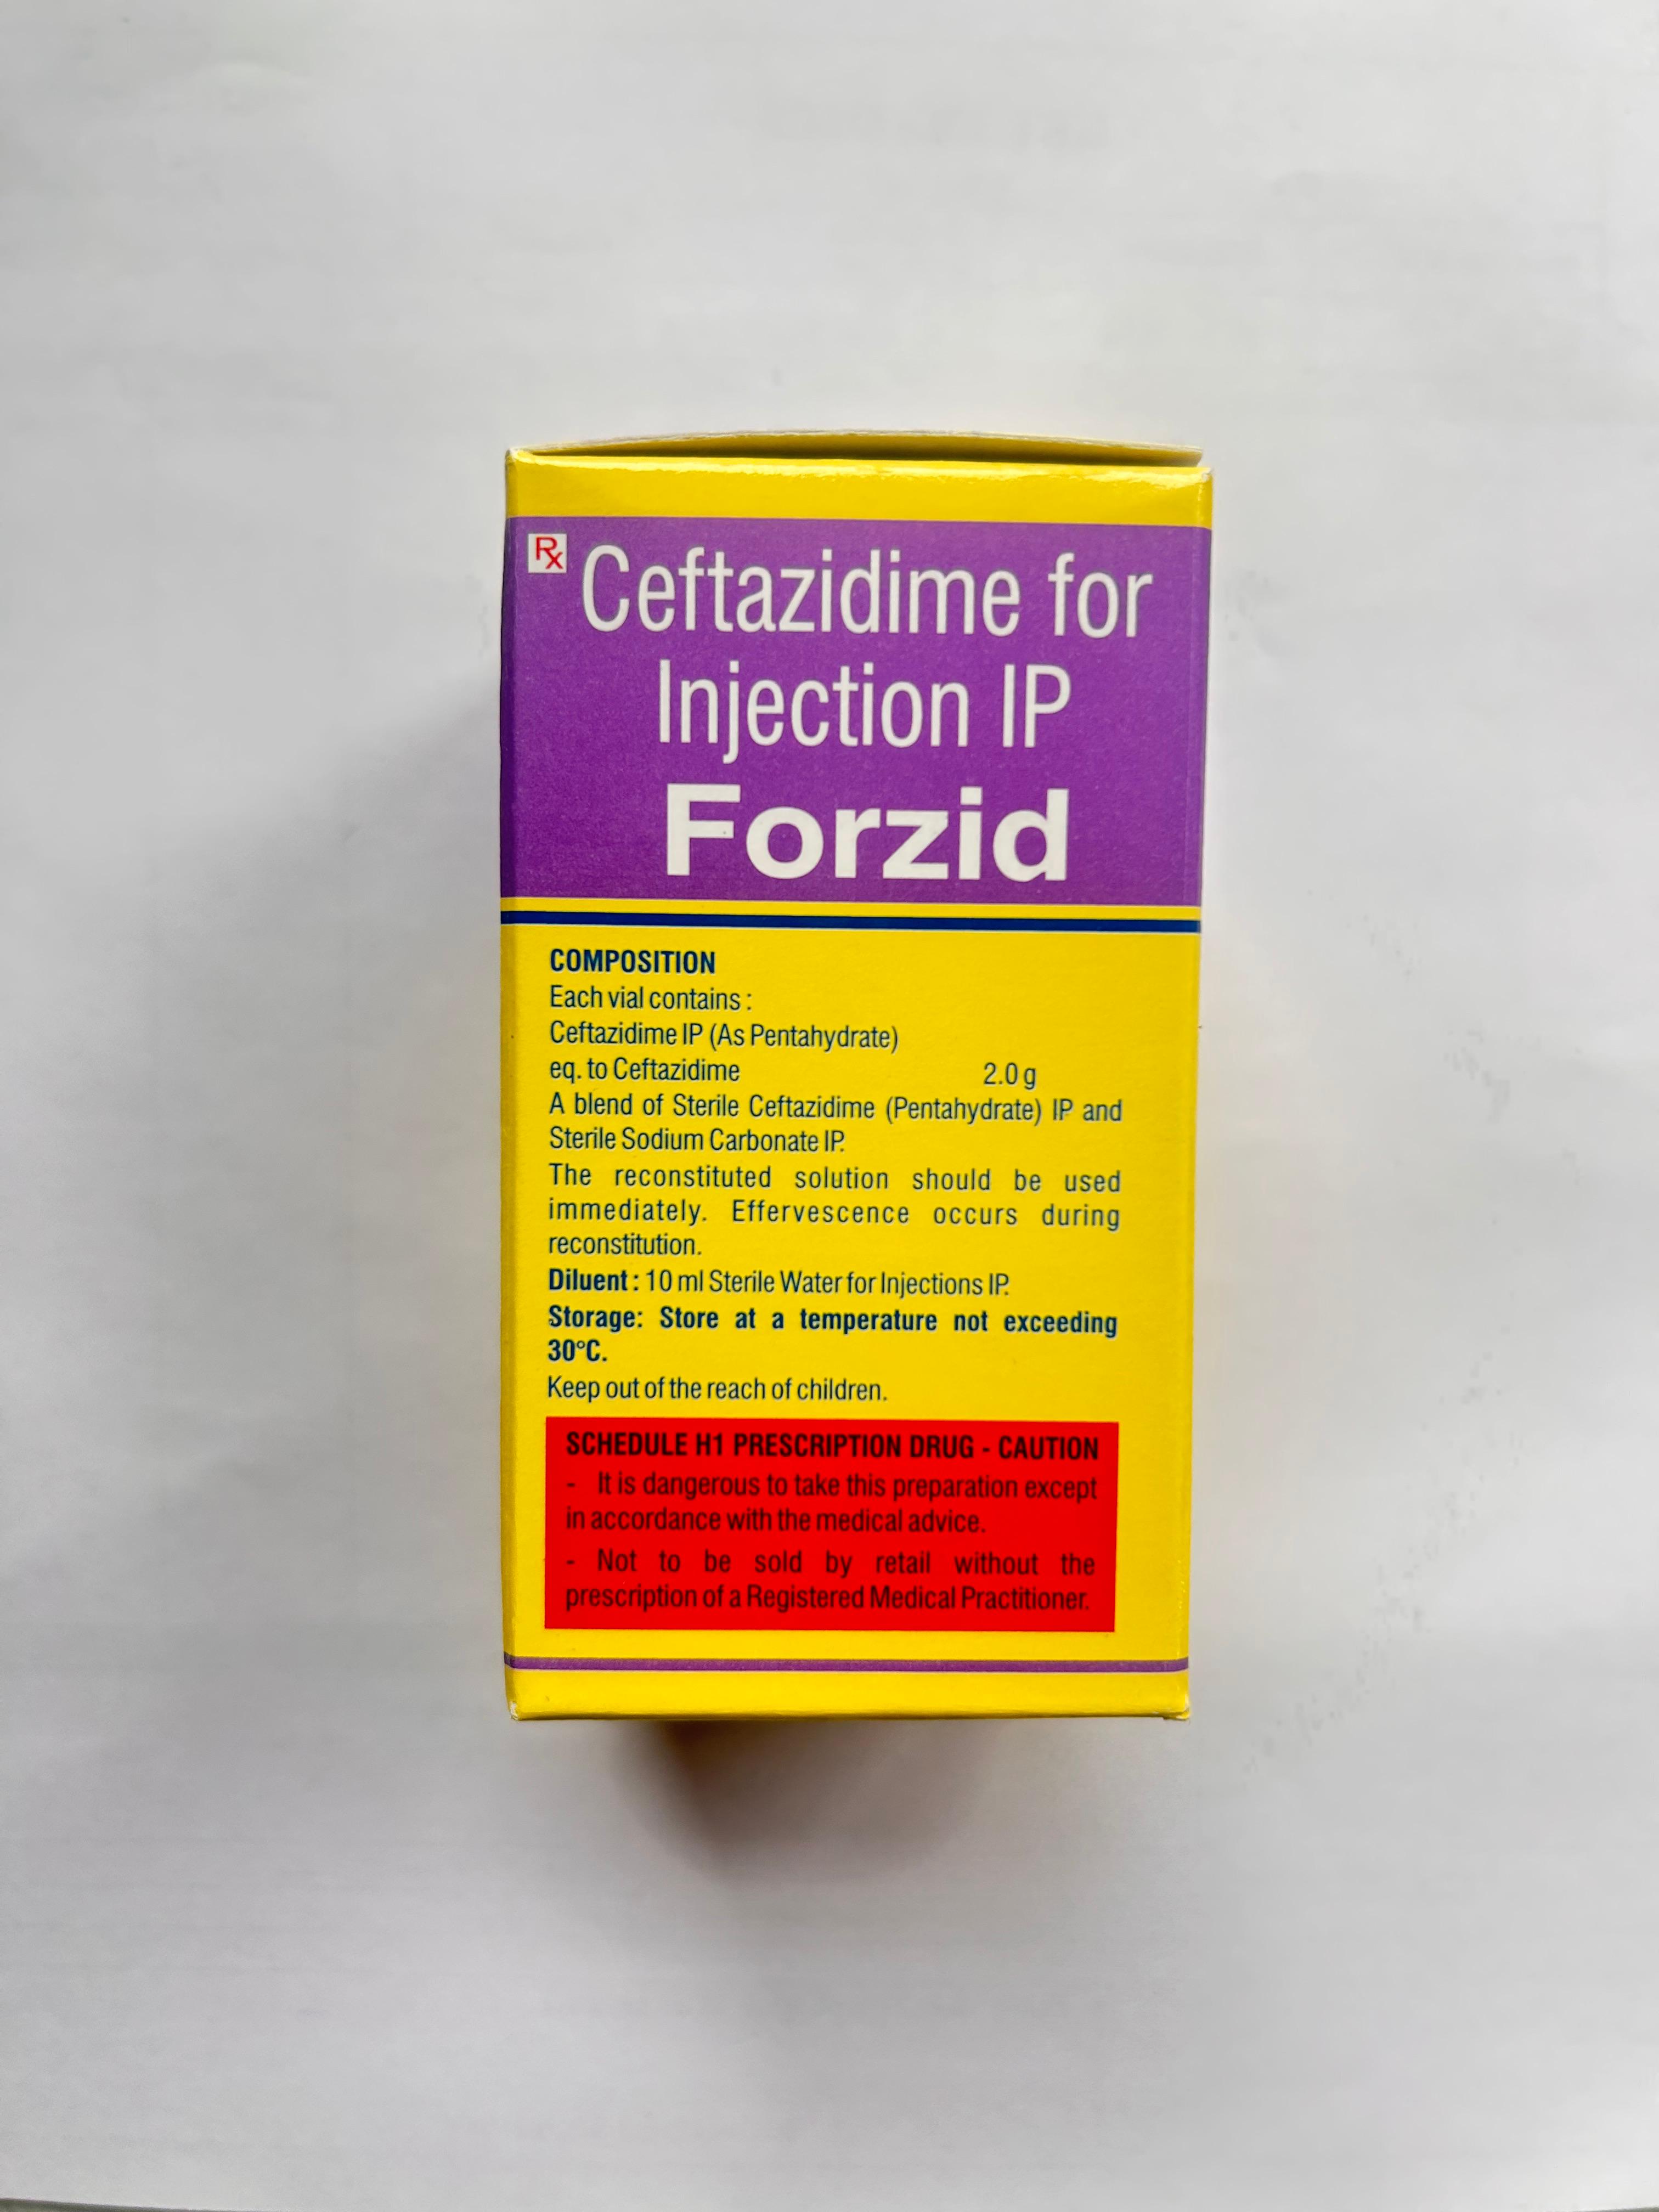 Rx Ceftazidime for
Injection IP
Forzid
COMPOSITION
Each vial contains :
Ceftazidime IP (As Pentahydrate)
eq. to Ceftazidime 2.0 g
A blend of Sterile Ceftazidime (Pentahydrate) IP and
Sterile Sodium Carbonate IP.
The reconstituted solution should be used
immediately. Effervescence occurs during
reconstitution.
Diluent : 10 ml Sterile Water for Injections IP.
Storage: Store at a temperature not exceeding
30°C.
Keep out of the reach of children.
SCHEDULE H1 PRESCRIPTION DRUG - CAUTION
- It is dangerous to take this preparation except
in accordance with the medical advice.
- Not to be sold by retail without the
prescription of a Registered Medical Practitioner.